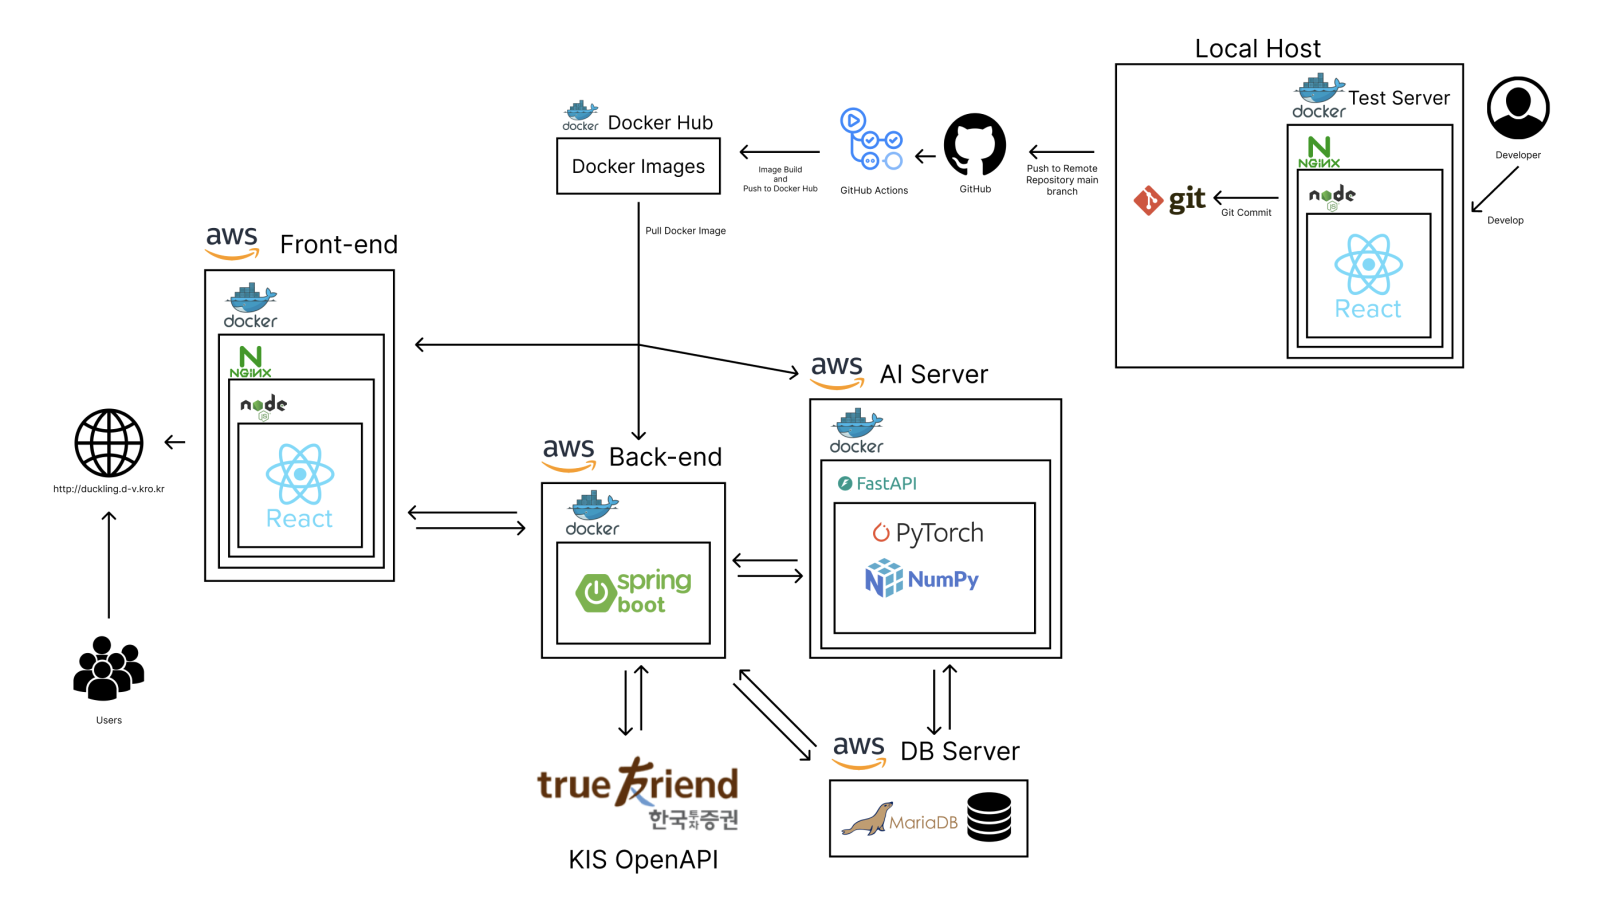 Local Host
docker
Test Server
NGINX
node
JS
React
git
Git Commit
Developer
Develop
Push to Remote
Repository main
branch
GitHub
GitHub Actions
Image Build
and
Push to Docker Hub
docker
Docker Hub
Docker Images
Pull Docker Image
aws
Front-end
docker
NGINX
node
JS
React
http://duckling.d-v.kro.kr
Users
aws
Back-end
docker
spring
boot
aws
AI Server
docker
FastAPI
PyTorch
NumPy
true friend
한국투자증권
KIS OpenAPI
aws
DB Server
MariaDB